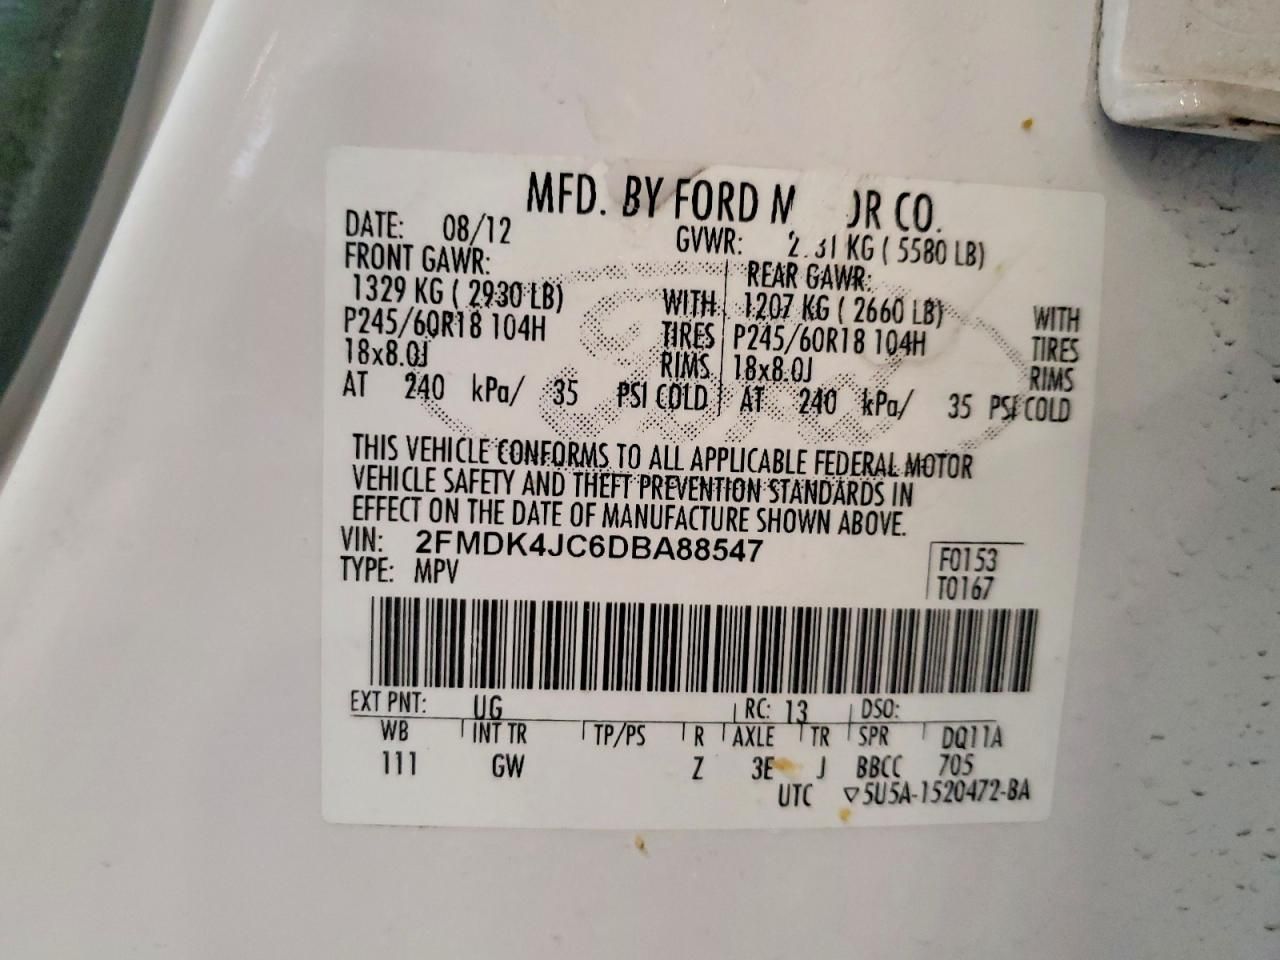 MFD. BY FORD M JR CO.
DATE: 08/12 GVWR: 2 31 KG ( 5580 LB)
FRONT GAWR: REAR GAWR:
1329 KG ( 2930 LB) WITH 1207 KG ( 2660 LB) WITH
P245/60R18 104H TIRES P245/60R18 104H TIRES
18x8.0J RIMS 18x8.0J RIMS
AT 240 kPa/ 35 PSI COLD AT 240 kPa/ 35 PSI COLD
THIS VEHICLE CONFORMS TO ALL APPLICABLE FEDERAL MOTOR
VEHICLE SAFETY AND THEFT PREVENTION STANDARDS IN
EFFECT ON THE DATE OF MANUFACTURE SHOWN ABOVE.
VIN: 2FMDK4JC6DBA88547 F0153
TYPE: MPV T0167
EXT PNT: UG RC: 13 DSO:
WB INT TR TP/PS R AXLE TR SPR DQ11A
111 GW Z 3E J BBCC 705
UTC ▽5U5A-1520472-BA